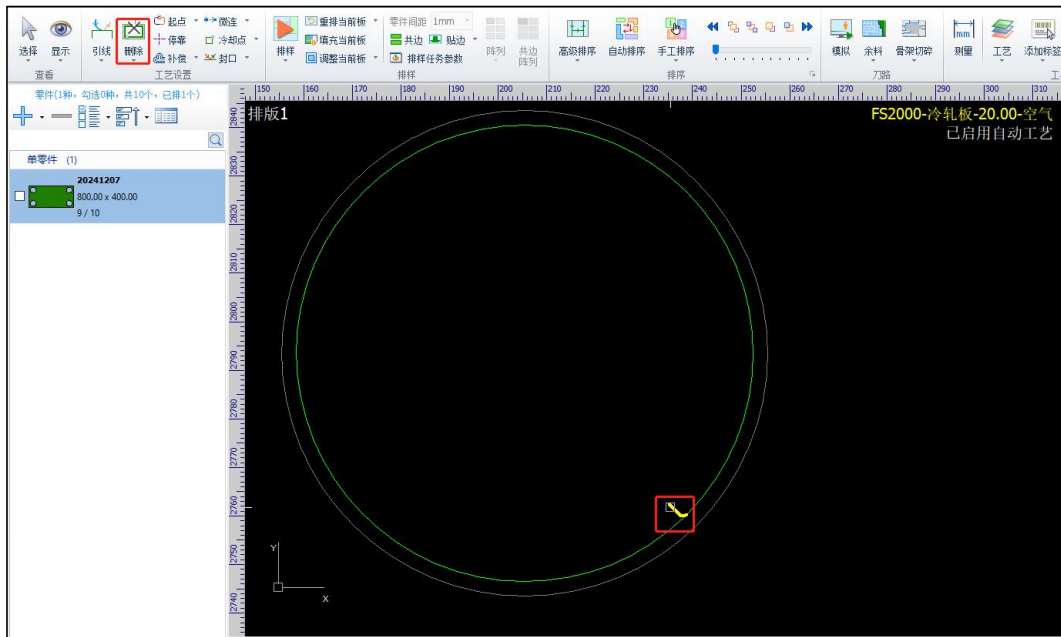 起点 微连
停靠 冷却点
补偿 封口
选择 显示 引线 删除
查看 工艺设置
重排当前板 零件间距 1mm
填充当前板 共边 贴边
调整当前板 排样任务参数
排样 阵列 共边
阵列
排样
高级排序 自动排序 手工排序
排序
模拟 余料 骨架切碎
刀路
测量 工艺 添加标签
工
零件(1种，勾选0种，共10个，已排1个)
单零件 (1)
20241207
800.00 x 400.00
9 / 10
150 160 170 180 190 200 210 220 230 240 250 260 270 280 290 300 310
2840
2830
2820
2810
2800
2790
2780
2770
2760
2750
2740
排版1
FS2000-冷轧板-20.00-空气
已启用自动工艺
Y
X